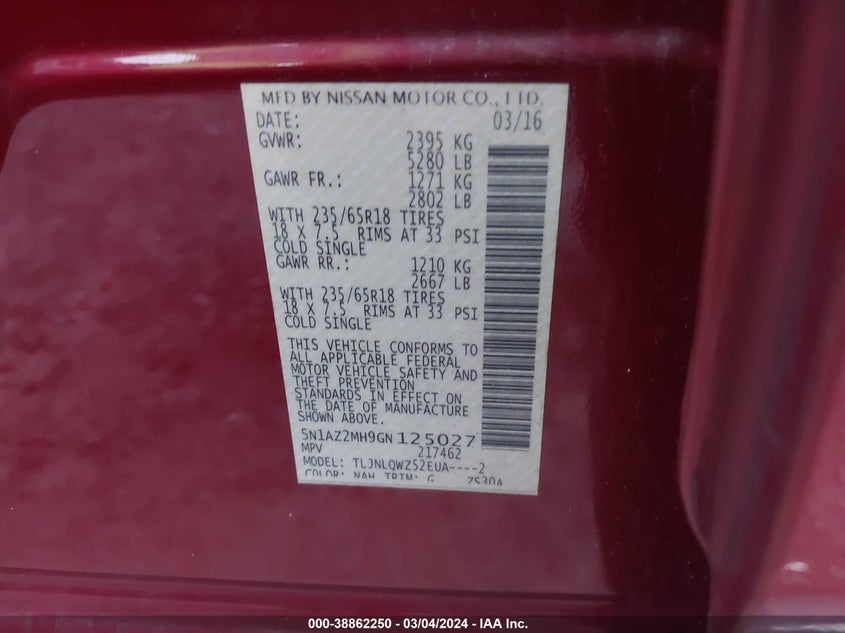 MFD BY NISSAN MOTOR CO., LTD.
DATE: 03/16
GVWR: 2395 KG
5280 LB
GAWR FR.: 1271 KG
2802 LB
WITH 235/65R18 TIRES
18 X 7.5 RIMS AT 33 PSI
COLD SINGLE
GAWR RR.: 1210 KG
2667 LB
WITH 235/65R18 TIRES
18 X 7.5 RIMS AT 33 PSI
COLD SINGLE
THIS VEHICLE CONFORMS TO
ALL APPLICABLE FEDERAL
MOTOR VEHICLE SAFETY AND
THEFT PREVENTION
STANDARDS IN EFFECT ON
THE DATE OF MANUFACTURE
SHOWN ABOVE.
5N1AZ2MH9GN125027
MPV 217462
MODEL: TLJNLQWZ52EUA----2
COLOR: NAH TRIM: G ZS30A
000-38862250 - 03/04/2024 - IAA Inc.